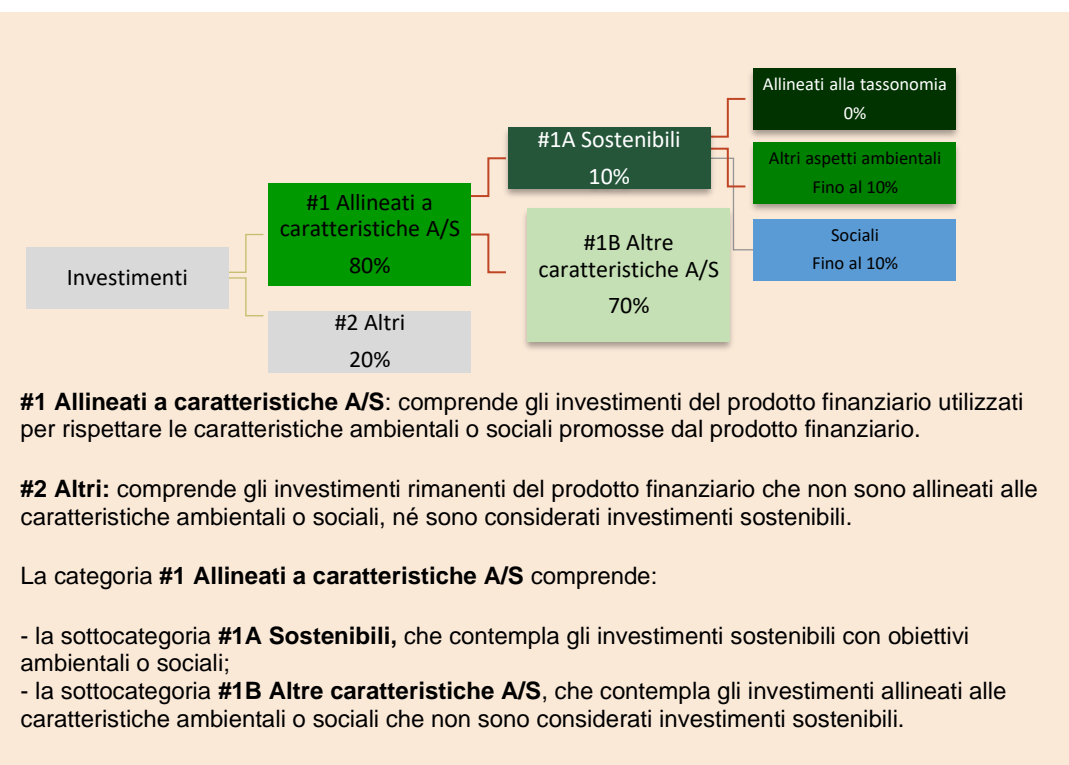 Allineati alla tassonomia
0%
#1A Sostenibili
10%
Altri aspetti ambientali
Fino al 10%
#1 Allineati a
caratteristiche A/S
80%
#1B Altre
caratteristiche A/S
70%
Sociali
Fino al 10%
Investimenti
#2 Altri
20%
#1 Allineati a caratteristiche A/S: comprende gli investimenti del prodotto finanziario utilizzati
per rispettare le caratteristiche ambientali o sociali promosse dal prodotto finanziario.
#2 Altri: comprende gli investimenti rimanenti del prodotto finanziario che non sono allineati alle
caratteristiche ambientali o sociali, né sono considerati investimenti sostenibili.
La categoria #1 Allineati a caratteristiche A/S comprende:
- la sottocategoria #1A Sostenibili, che contempla gli investimenti sostenibili con obiettivi
ambientali o sociali;
- la sottocategoria #1B Altre caratteristiche A/S, che contempla gli investimenti allineati alle
caratteristiche ambientali o sociali che non sono considerati investimenti sostenibili.